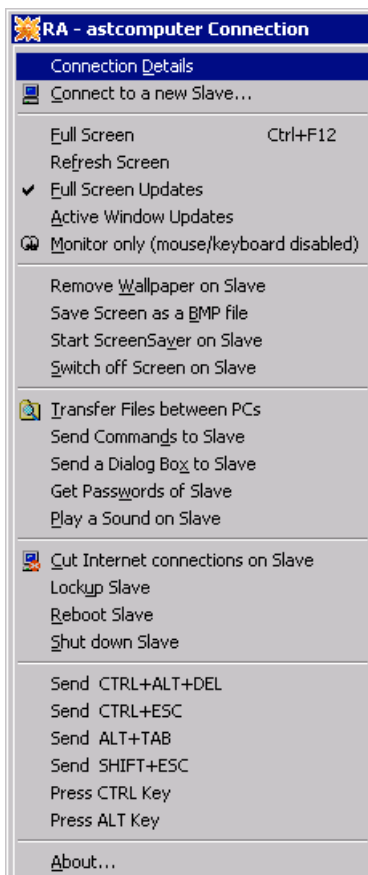 RA - astcomputer Connection
Connection Details
Connect to a new Slave...
Full Screen Ctrl+F12
Refresh Screen
Full Screen Updates
Active Window Updates
Monitor only (mouse/keyboard disabled)
Remove Wallpaper on Slave
Save Screen as a BMP file
Start ScreenSaver on Slave
Switch off Screen on Slave
Transfer Files between PCs
Send Commands to Slave
Send a Dialog Box to Slave
Get Passwords of Slave
Play a Sound on Slave
Cut Internet connections on Slave
Lockup Slave
Reboot Slave
Shut down Slave
Send CTRL+ALT+DEL
Send CTRL+ESC
Send ALT+TAB
Send SHIFT+ESC
Press CTRL Key
Press ALT Key
About...